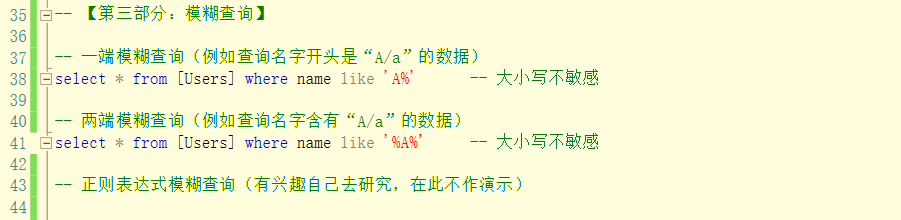 35 -- 【第三部分：模糊查询】
36
37 -- 一端模糊查询（例如查询名字开头是“A/a”的数据）
38 select * from [Users] where name like 'A%' -- 大小写不敏感
39
40 -- 两端模糊查询（例如查询名字含有“A/a”的数据）
41 select * from [Users] where name like '%A%' -- 大小写不敏感
42
43 -- 正则表达式模糊查询（有兴趣自己去研究，在此不作演示）
44